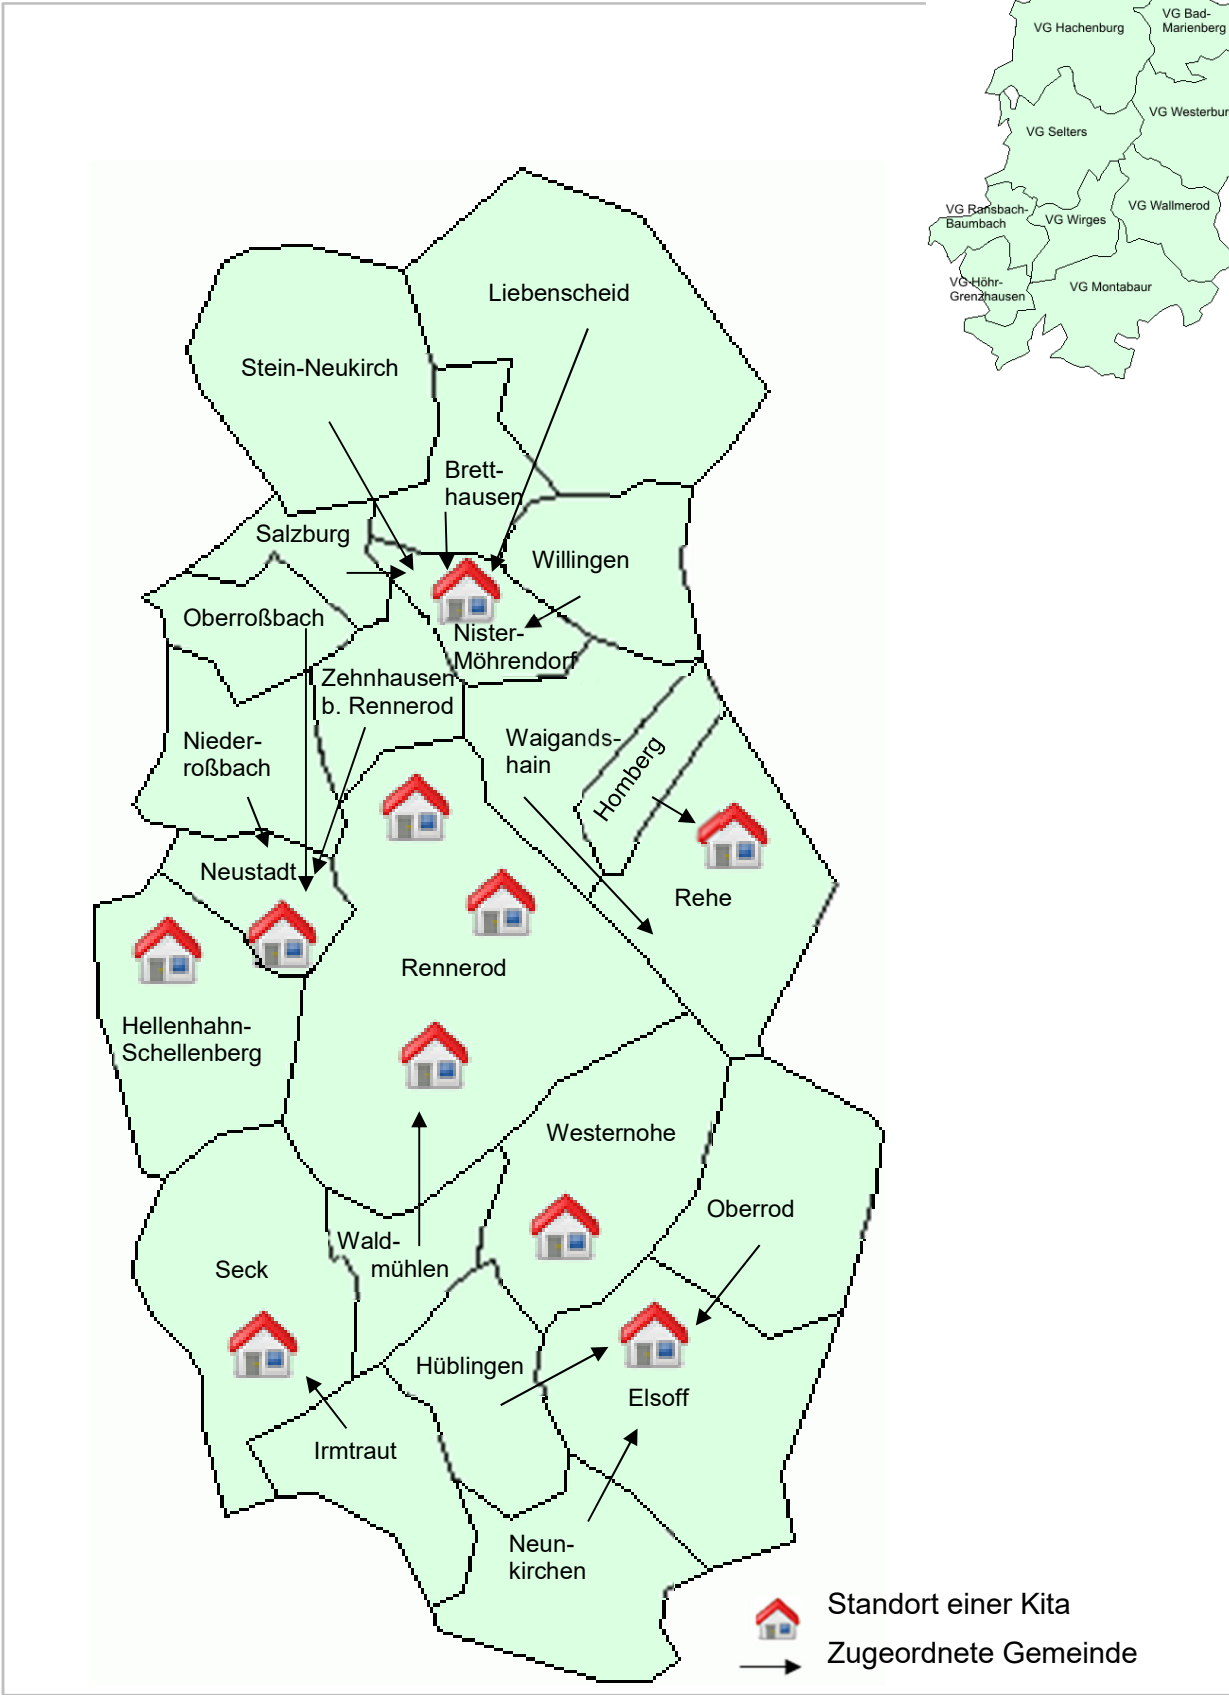 VG Hachenburg
VG Bad-
Marienberg
VG Westerbur
VG Selters
VG Ransbach-
Baumbach
VG Wirges
VG Wallmerod
VG Höhr-
Grenzhausen
VG Montabaur
Liebenscheid
Stein-Neukirch
Brett-
hausen
Salzburg
Willingen
Oberroßbach
Nister-
Möhrendorf
Zehnhausen
b. Rennerod
Nieder-
roßbach
Waigands-
hain
Homberg
Neustadt
Rehe
Rennerod
Hellenhahn-
Schellenberg
Westernohe
Oberrod
Wald-
mühlen
Seck
Hüblingen
Elsoff
Irmtraut
Neun-
kirchen
Standort einer Kita
Zugeordnete Gemeinde